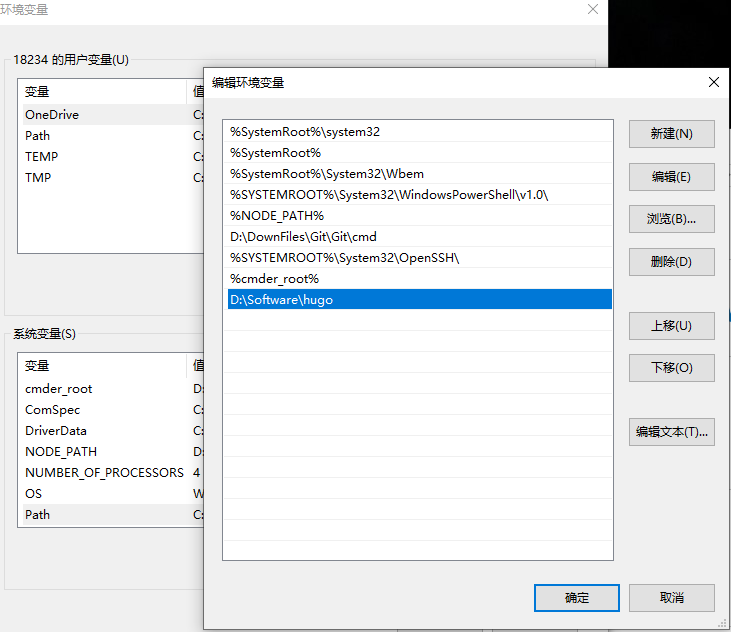 环境变量
18234 的用户变量(U)
变量
值
OneDrive
C:
Path
C:
TEMP
C:
TMP
C:
系统变量(S)
变量
值
cmder_root
D:
ComSpec
C:
DriverData
C:
NODE_PATH
D:
NUMBER_OF_PROCESSORS
4
OS
W
Path
C:
编辑环境变量
%SystemRoot%\system32
%SystemRoot%
%SystemRoot%\System32\Wbem
%SYSTEMROOT%\System32\WindowsPowerShell\v1.0\
%NODE_PATH%
D:\DownFiles\Git\Git\cmd
%SYSTEMROOT%\System32\OpenSSH\
%cmder_root%
D:\Software\hugo
新建(N)
编辑(E)
浏览(B)...
删除(D)
上移(U)
下移(O)
编辑文本(T)...
确定
取消